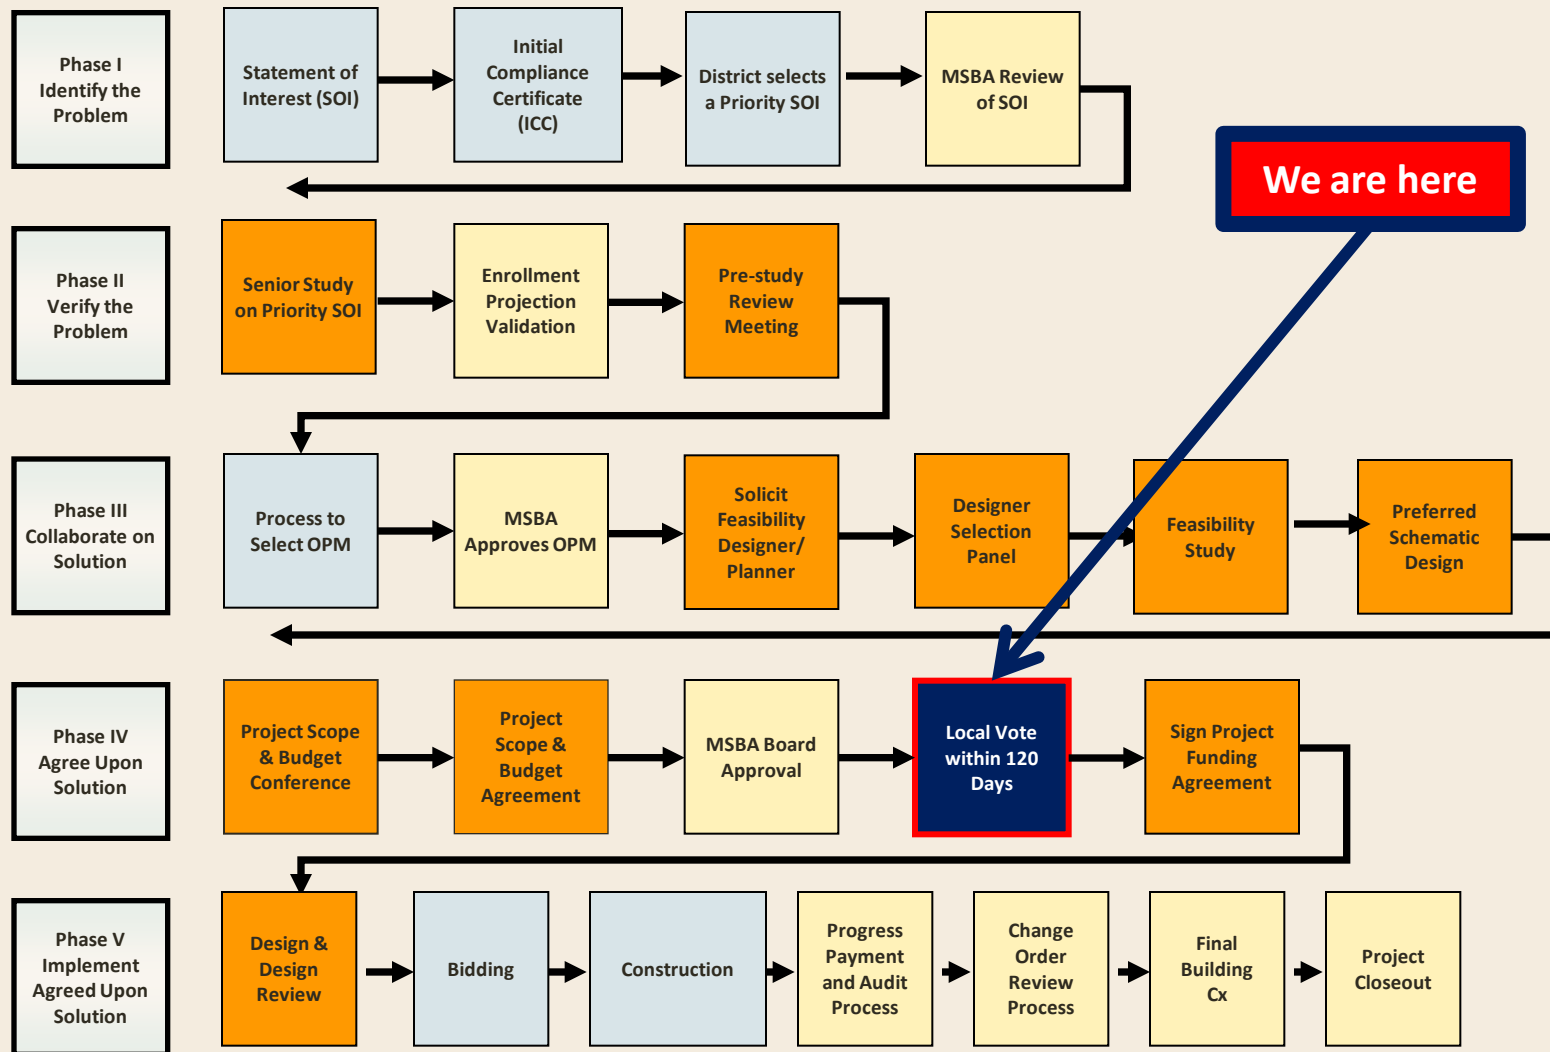 Phase I
Identify the
Problem
Statement of
Interest (SOI)
Initial
Compliance
Certificate
(ICC)
District selects
a Priority SOI
MSBA Review
of SOI
We are here
Phase II
Verify the
Problem
Senior Study
on Priority SOI
Enrollment
Projection
Validation
Pre-study
Review
Meeting
Phase III
Collaborate on
Solution
Process to
Select OPM
MSBA
Approves OPM
Solicit
Feasibility
Designer/
Planner
Designer
Selection
Panel
Feasibility
Study
Preferred
Schematic
Design
Phase IV
Agree Upon
Solution
Project Scope
& Budget
Conference
Project
Scope &
Budget
Agreement
MSBA Board
Approval
Local Vote
within 120
Days
Sign Project
Funding
Agreement
Phase V
Implement
Agreed Upon
Solution
Design &
Design
Review
Bidding
Construction
Progress
Payment
and Audit
Process
Change
Order
Review
Process
Final
Building
Cx
Project
Closeout